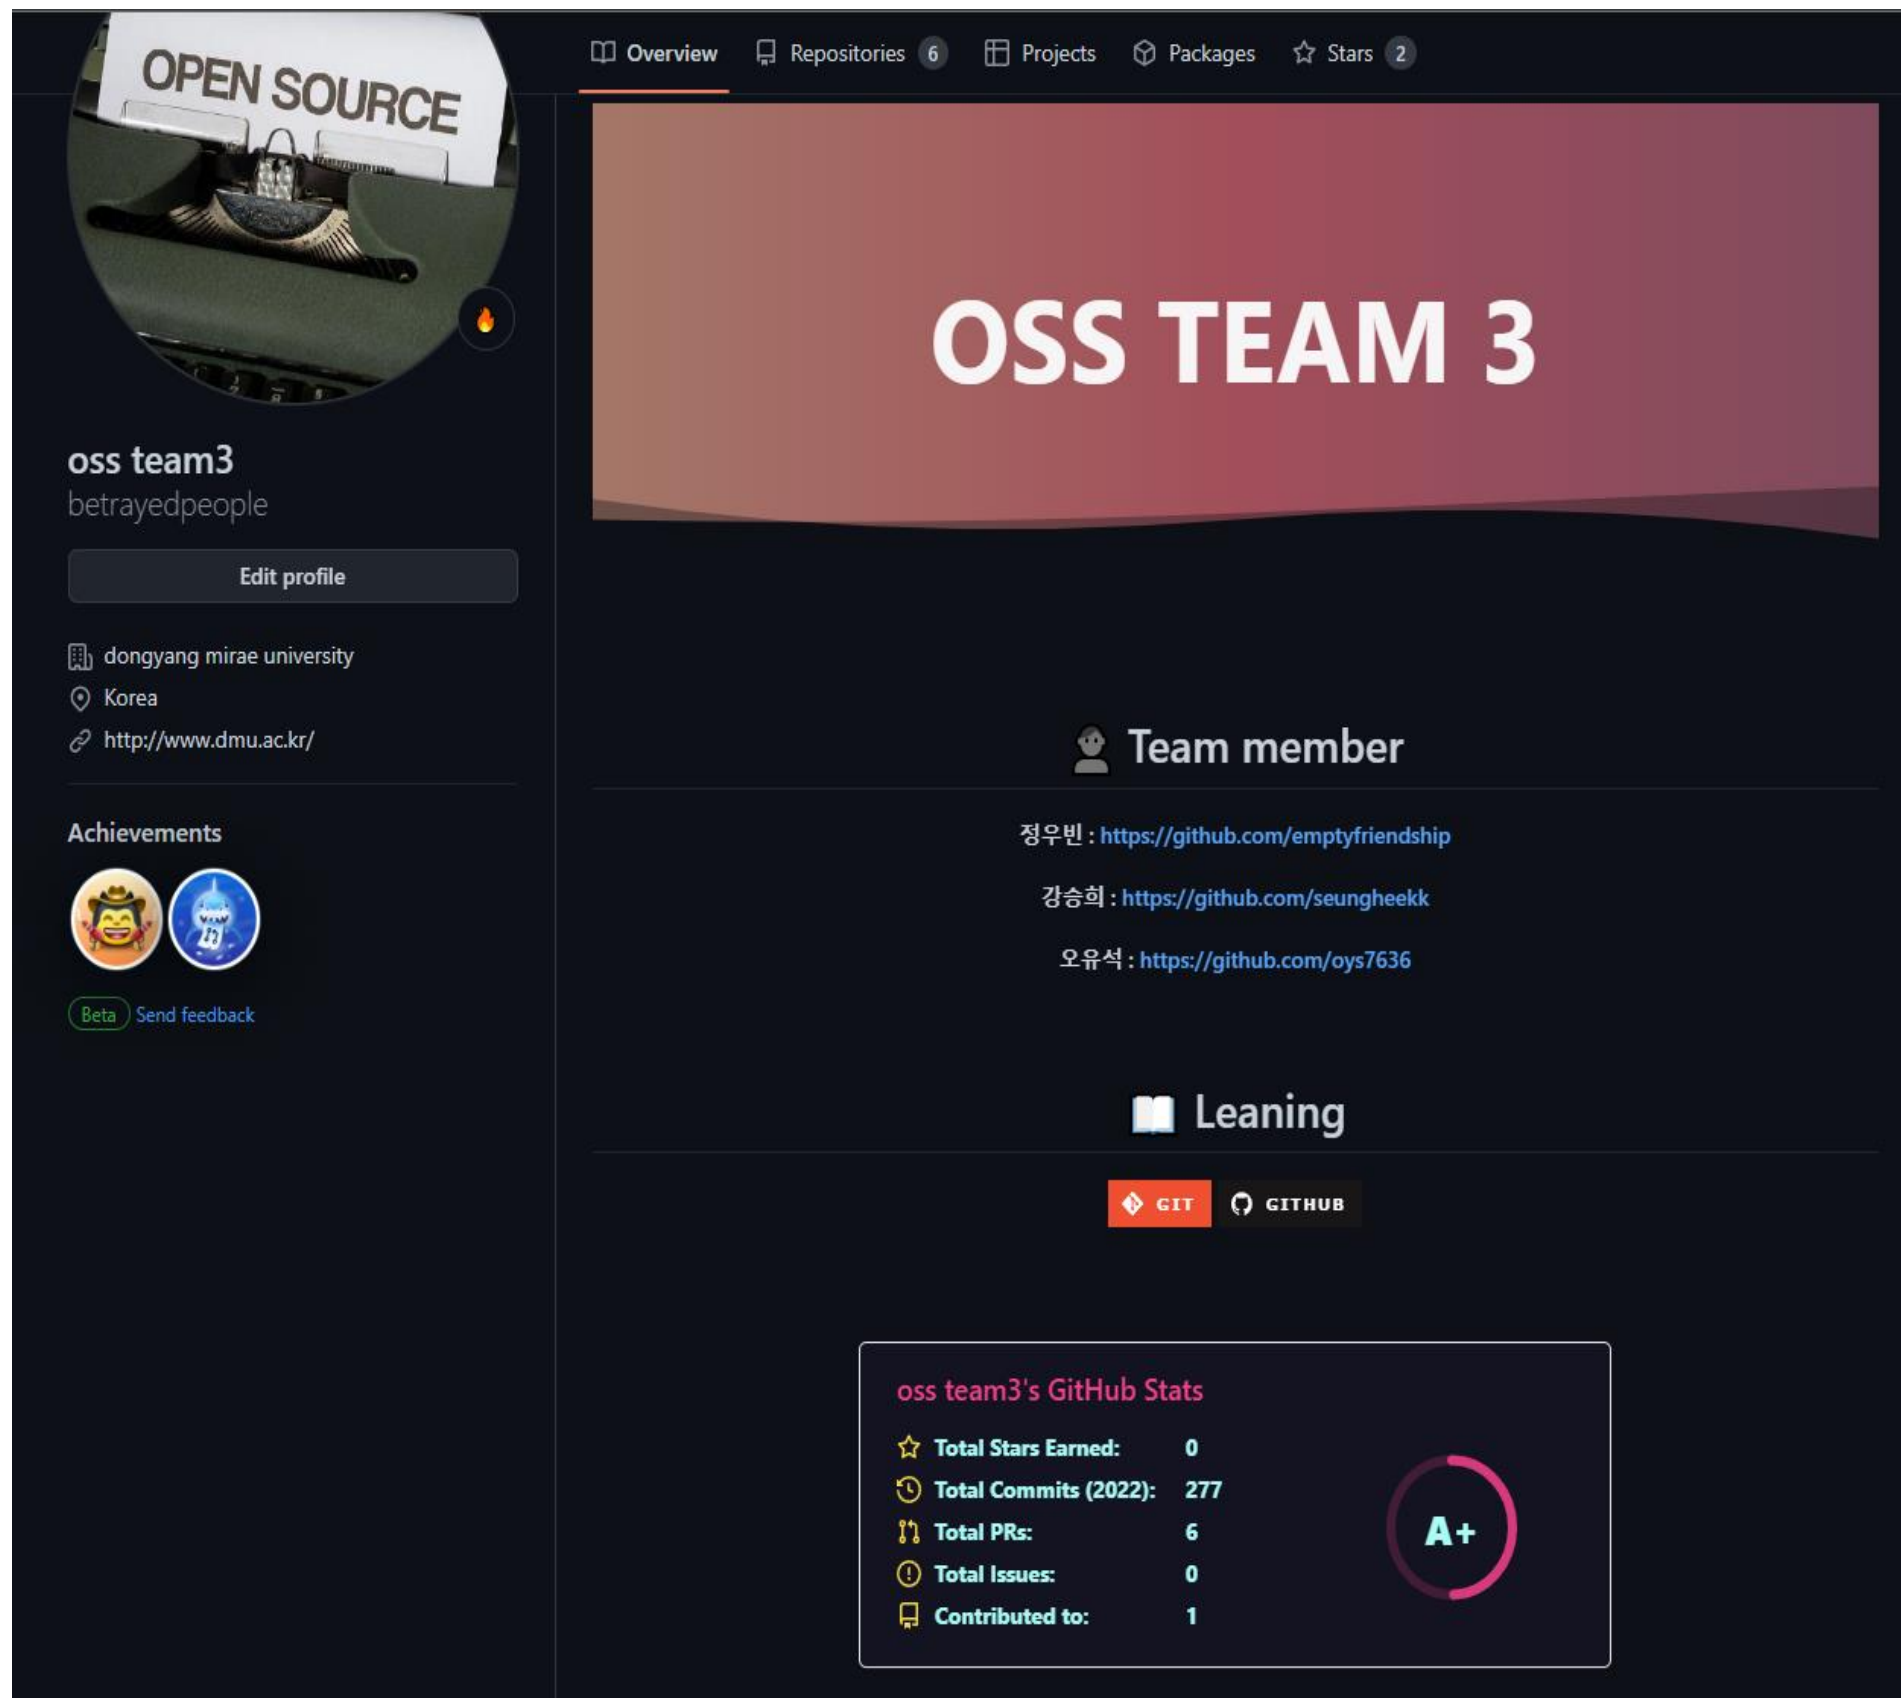 OPEN SOURCE
Overview
Repositories 6
Projects
Packages
Stars 2
OSS TEAM 3
oss team3
betrayedpeople
Edit profile
dongyang mirae university
Korea
http://www.dmu.ac.kr/
Achievements
Beta Send feedback
Team member
정우빈 : https://github.com/emptyfriendship
강승희 : https://github.com/seungheekk
오유석 : https://github.com/oys7636
Leaning
GIT GITHUB
oss team3's GitHub Stats
Total Stars Earned: 0
Total Commits (2022): 277
Total PRs: 6
Total Issues: 0
Contributed to: 1
A+